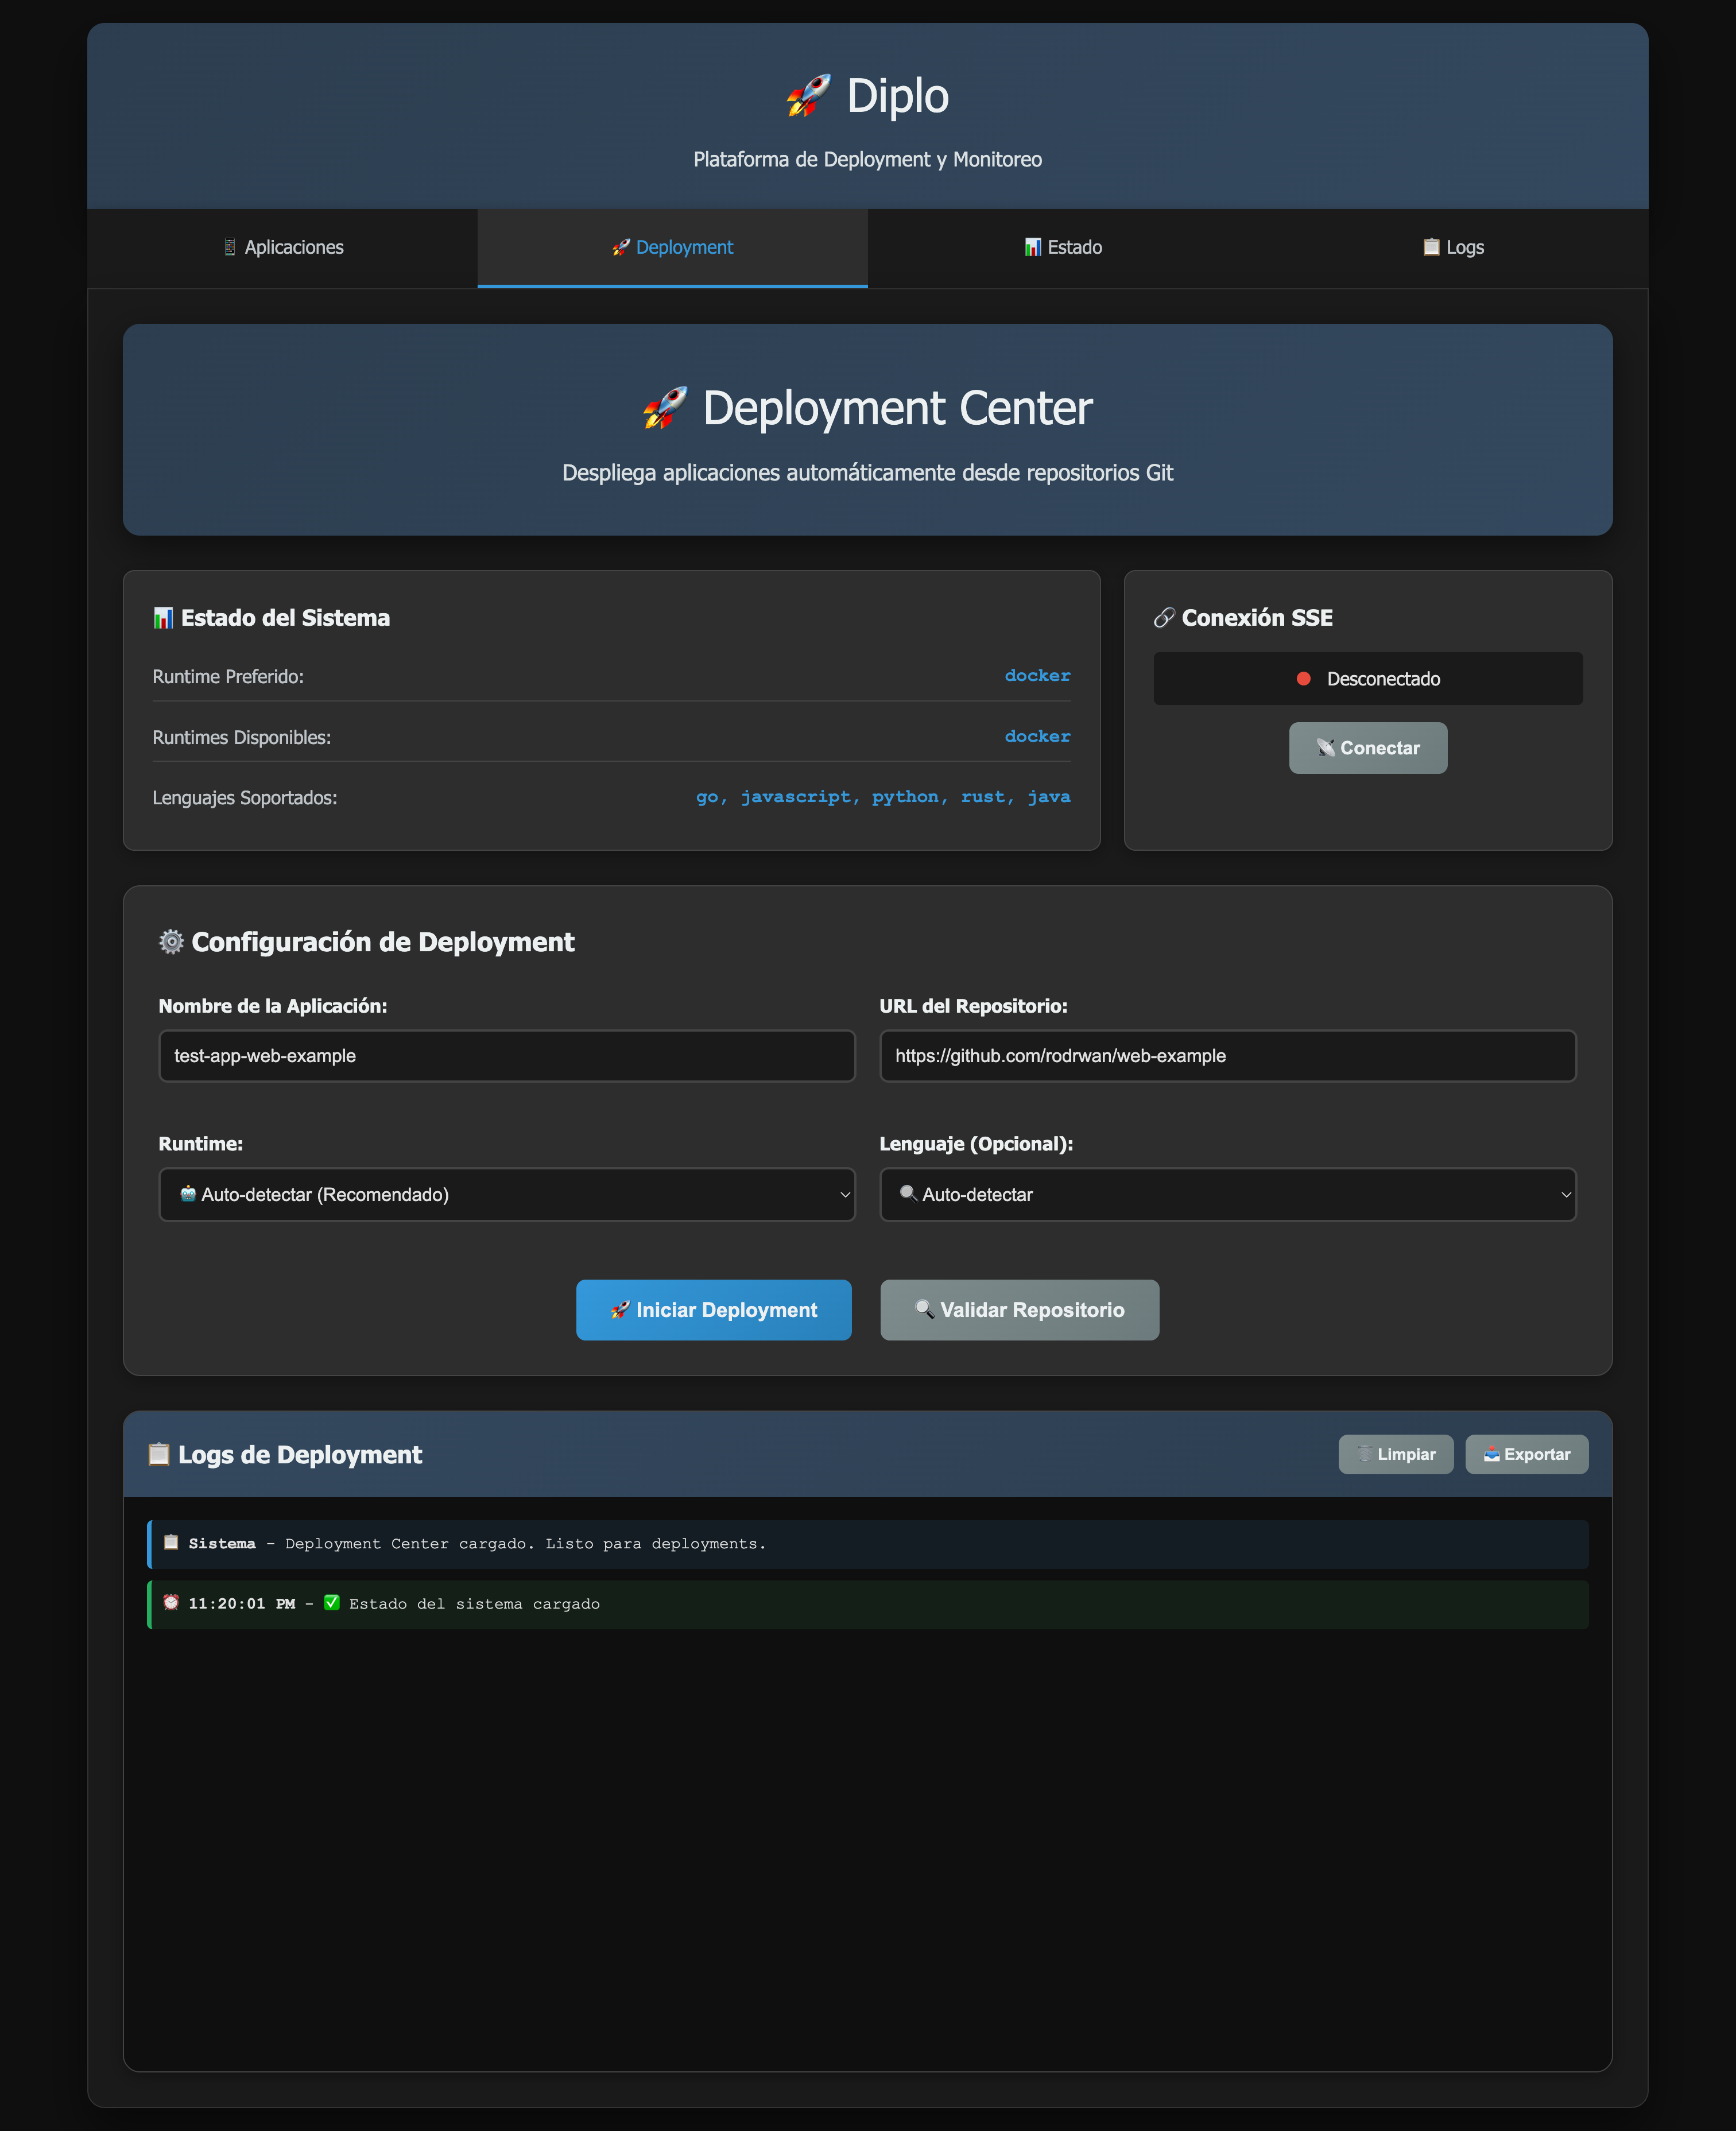 🚀 Diplo
Plataforma de Deployment y Monitoreo
📱 Aplicaciones
🚀 Deployment
📊 Estado
📋 Logs
🚀 Deployment Center
Despliega aplicaciones automáticamente desde repositorios Git
📊 Estado del Sistema
Runtime Preferido: docker
Runtimes Disponibles: docker
Lenguajes Soportados: go, javascript, python, rust, java
🔗 Conexión SSE
Desconectado
📡 Conectar
⚙️ Configuración de Deployment
Nombre de la Aplicación:
test-app-web-example
URL del Repositorio:
https://github.com/rodrwan/web-example
Runtime:
🤖 Auto-detectar (Recomendado)
Lenguaje (Opcional):
🔍 Auto-detectar
🚀 Iniciar Deployment
🔍 Validar Repositorio
📋 Logs de Deployment
🗑️ Limpiar
📤 Exportar
📋 Sistema - Deployment Center cargado. Listo para deployments.
⏰ 11:20:01 PM - ✅ Estado del sistema cargado